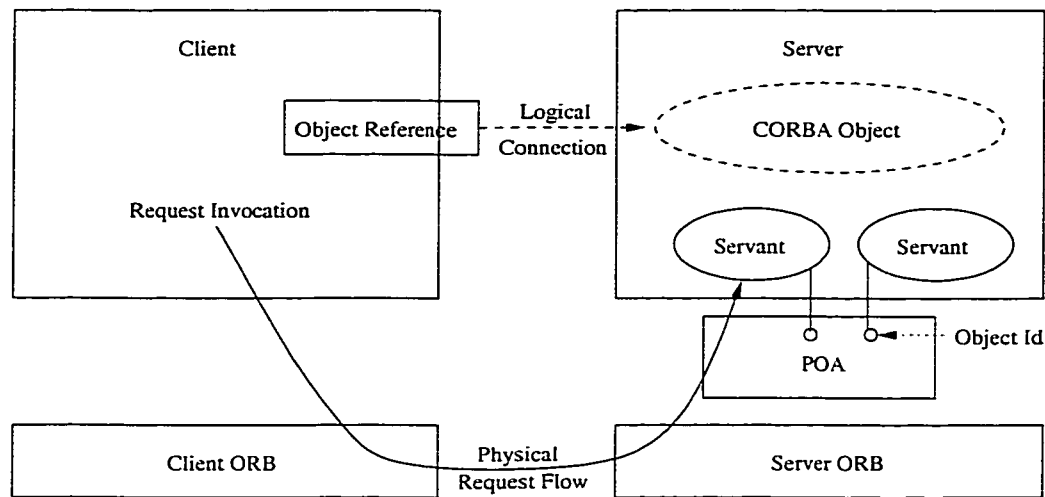 Client
Server
Object Reference
Logical
Connection
CORBA Object
Request Invocation
Servant
Servant
Object Id
POA
Client ORB
Physical
Request Flow
Server ORB